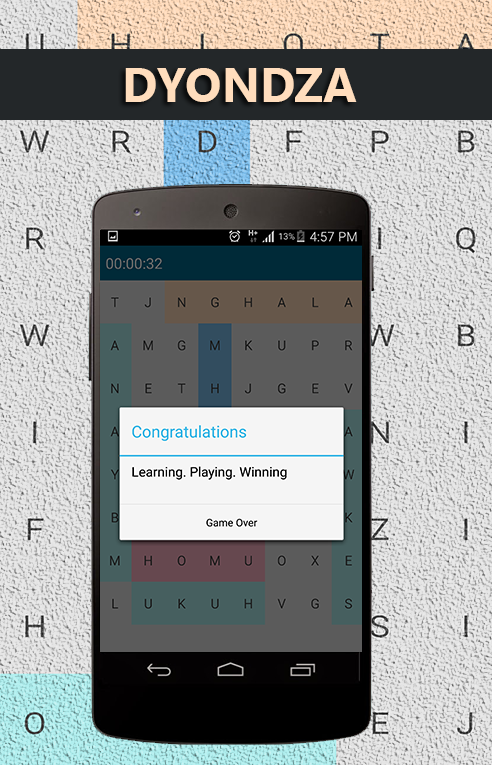 H O T A
DYONDZA
W R D F P B
H+ 13% 4:57 PM
R I Q
00:00:32
T J N G H A L A
A M G M K U P R
W W B
N E T H J G E V
Congratulations
A A
I N I
Learning. Playing. Winning
Y W
Game Over
B K
F Z I
M H O M U O X E
L U K U H V G S
H S I
O E J